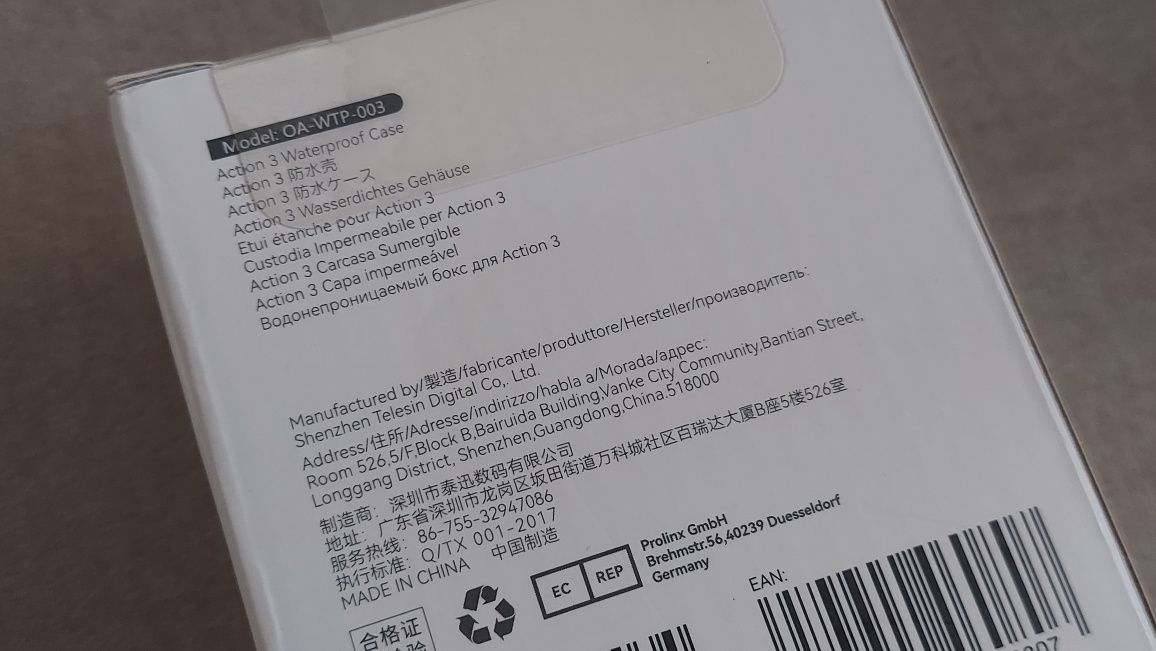 Model: OA-WTP-003
Action 3 Waterproof Case
Action 3 防水壳
Action 3 防水ケース
Action 3 Wasserdichtes Gehäuse
Etui étanche pour Action 3
Custodia Impermeabile per Action 3
Action 3 Carcasa Sumergible
Action 3 Capa impermeável
Водонепроницаемый бокс для Action 3
Manufactured by/製造/fabricante/produttore/Hersteller/производитель:
Shenzhen Telesin Digital Co,. Ltd.
Address/住所/Adresse/indirizzo/habla a/Morada/адрес:
Room 526,5/F,Block B,Bairuida Building,Vanke City Community,Bantian Street,
Longgang District, Shenzhen,Guangdong,China.518000
制造商：深圳市泰迅数码有限公司
地址：广东省深圳市龙岗区坂田街道万科城社区百瑞达大厦B座5楼526室
服务热线：86-755-32947086
执行标准：Q/TX 001-2017
MADE IN CHINA 中国制造
合格证
EC REP
Prolinx GmbH
Brehmstr.56,40239 Duesseldorf
Germany
EAN: